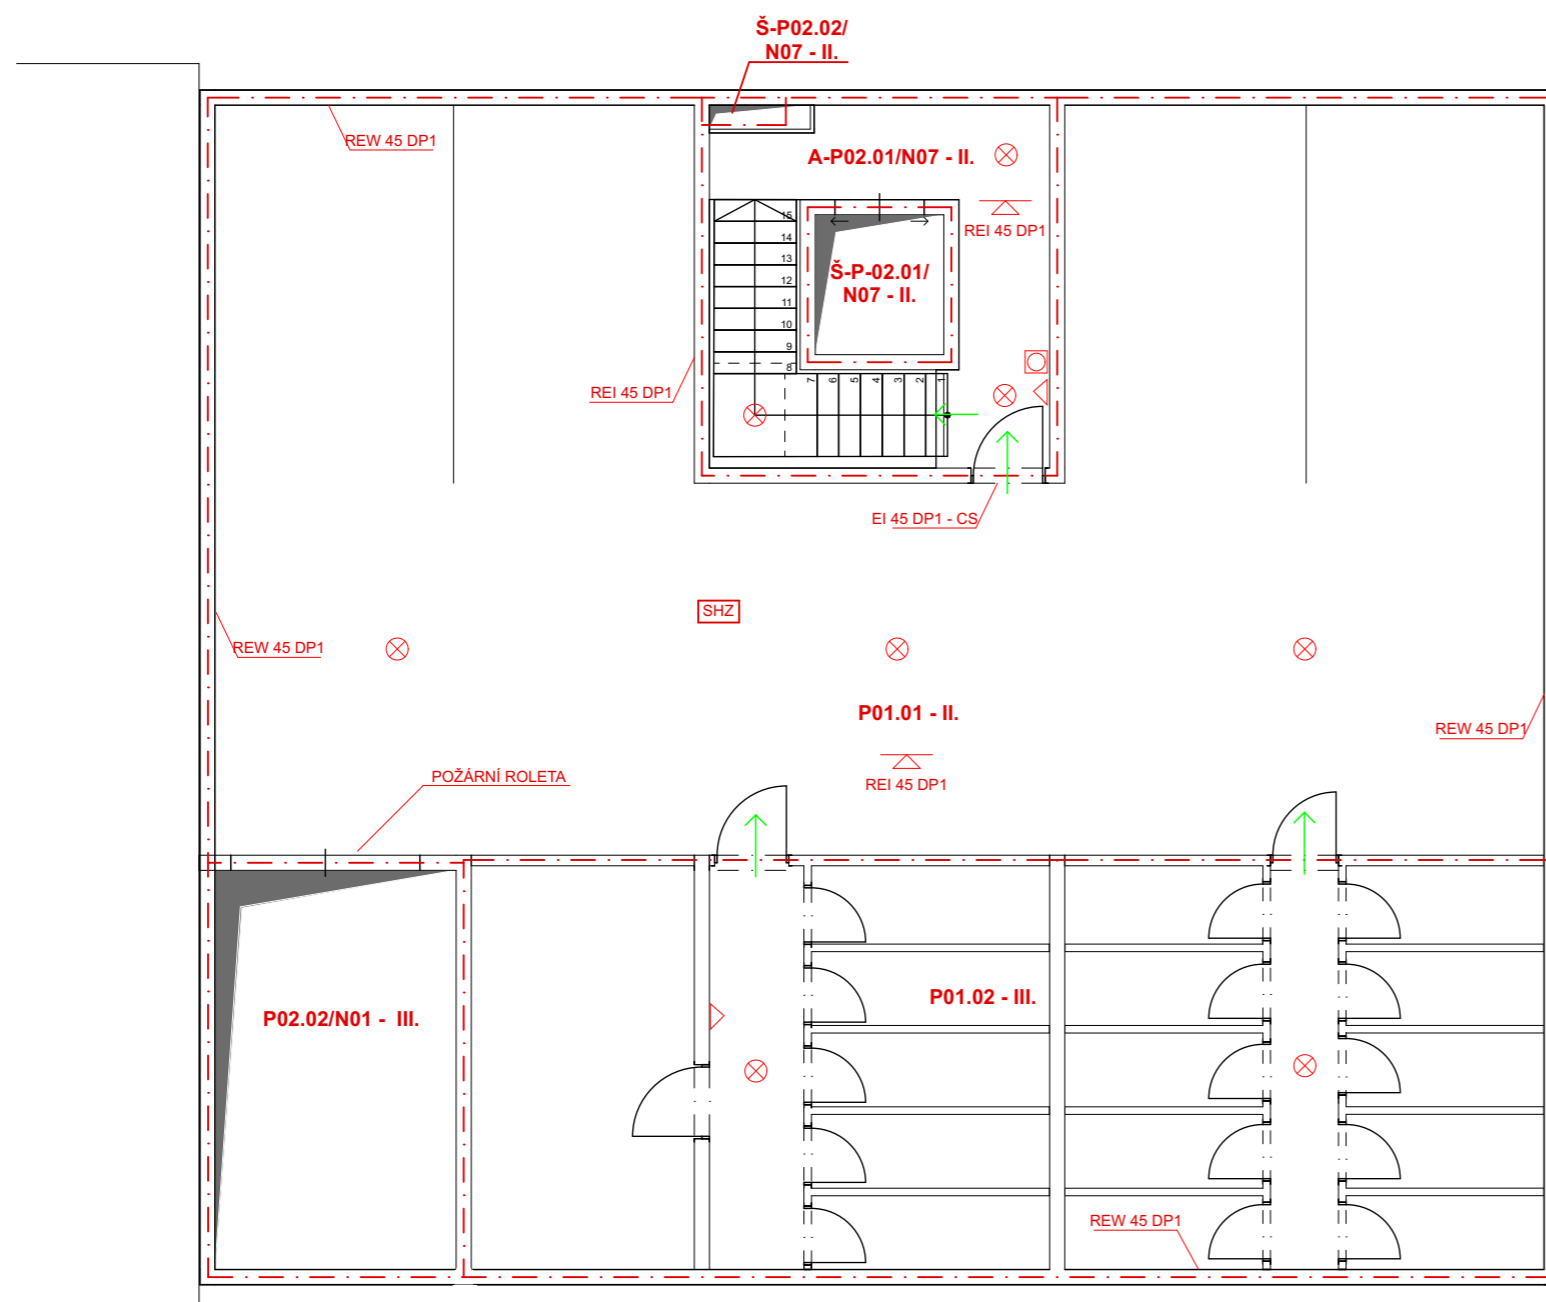 Š-P02.02/
N07 - II.
REW 45 DP1
A-P02.01/N07 - II.
REI 45 DP1
Š-P-02.01/
N07 - II.
15
14
13
12
11
10
9
8
7
6
5
4
3
2
1
REI 45 DP1
EI 45 DP1 - CS
SHZ
REW 45 DP1
P01.01 - II.
REW 45 DP1
POŽÁRNÍ ROLETA
REI 45 DP1
P01.02 - III.
P02.02/N01 - III.
REW 45 DP1